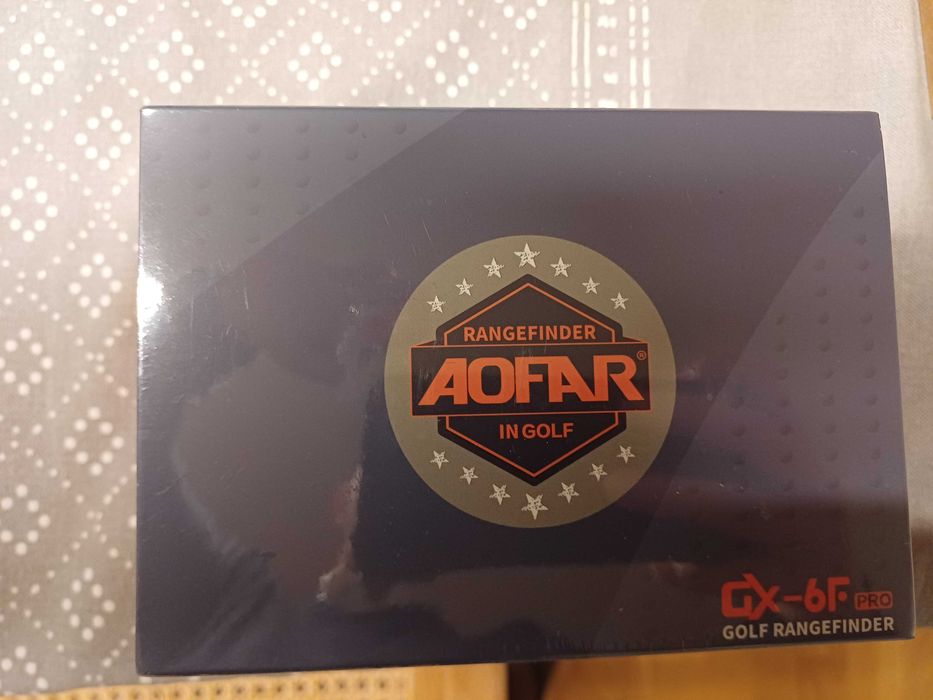 RANGEFINDER
AOFAR®
IN GOLF
GX-6F PRO
GOLF RANGEFINDER